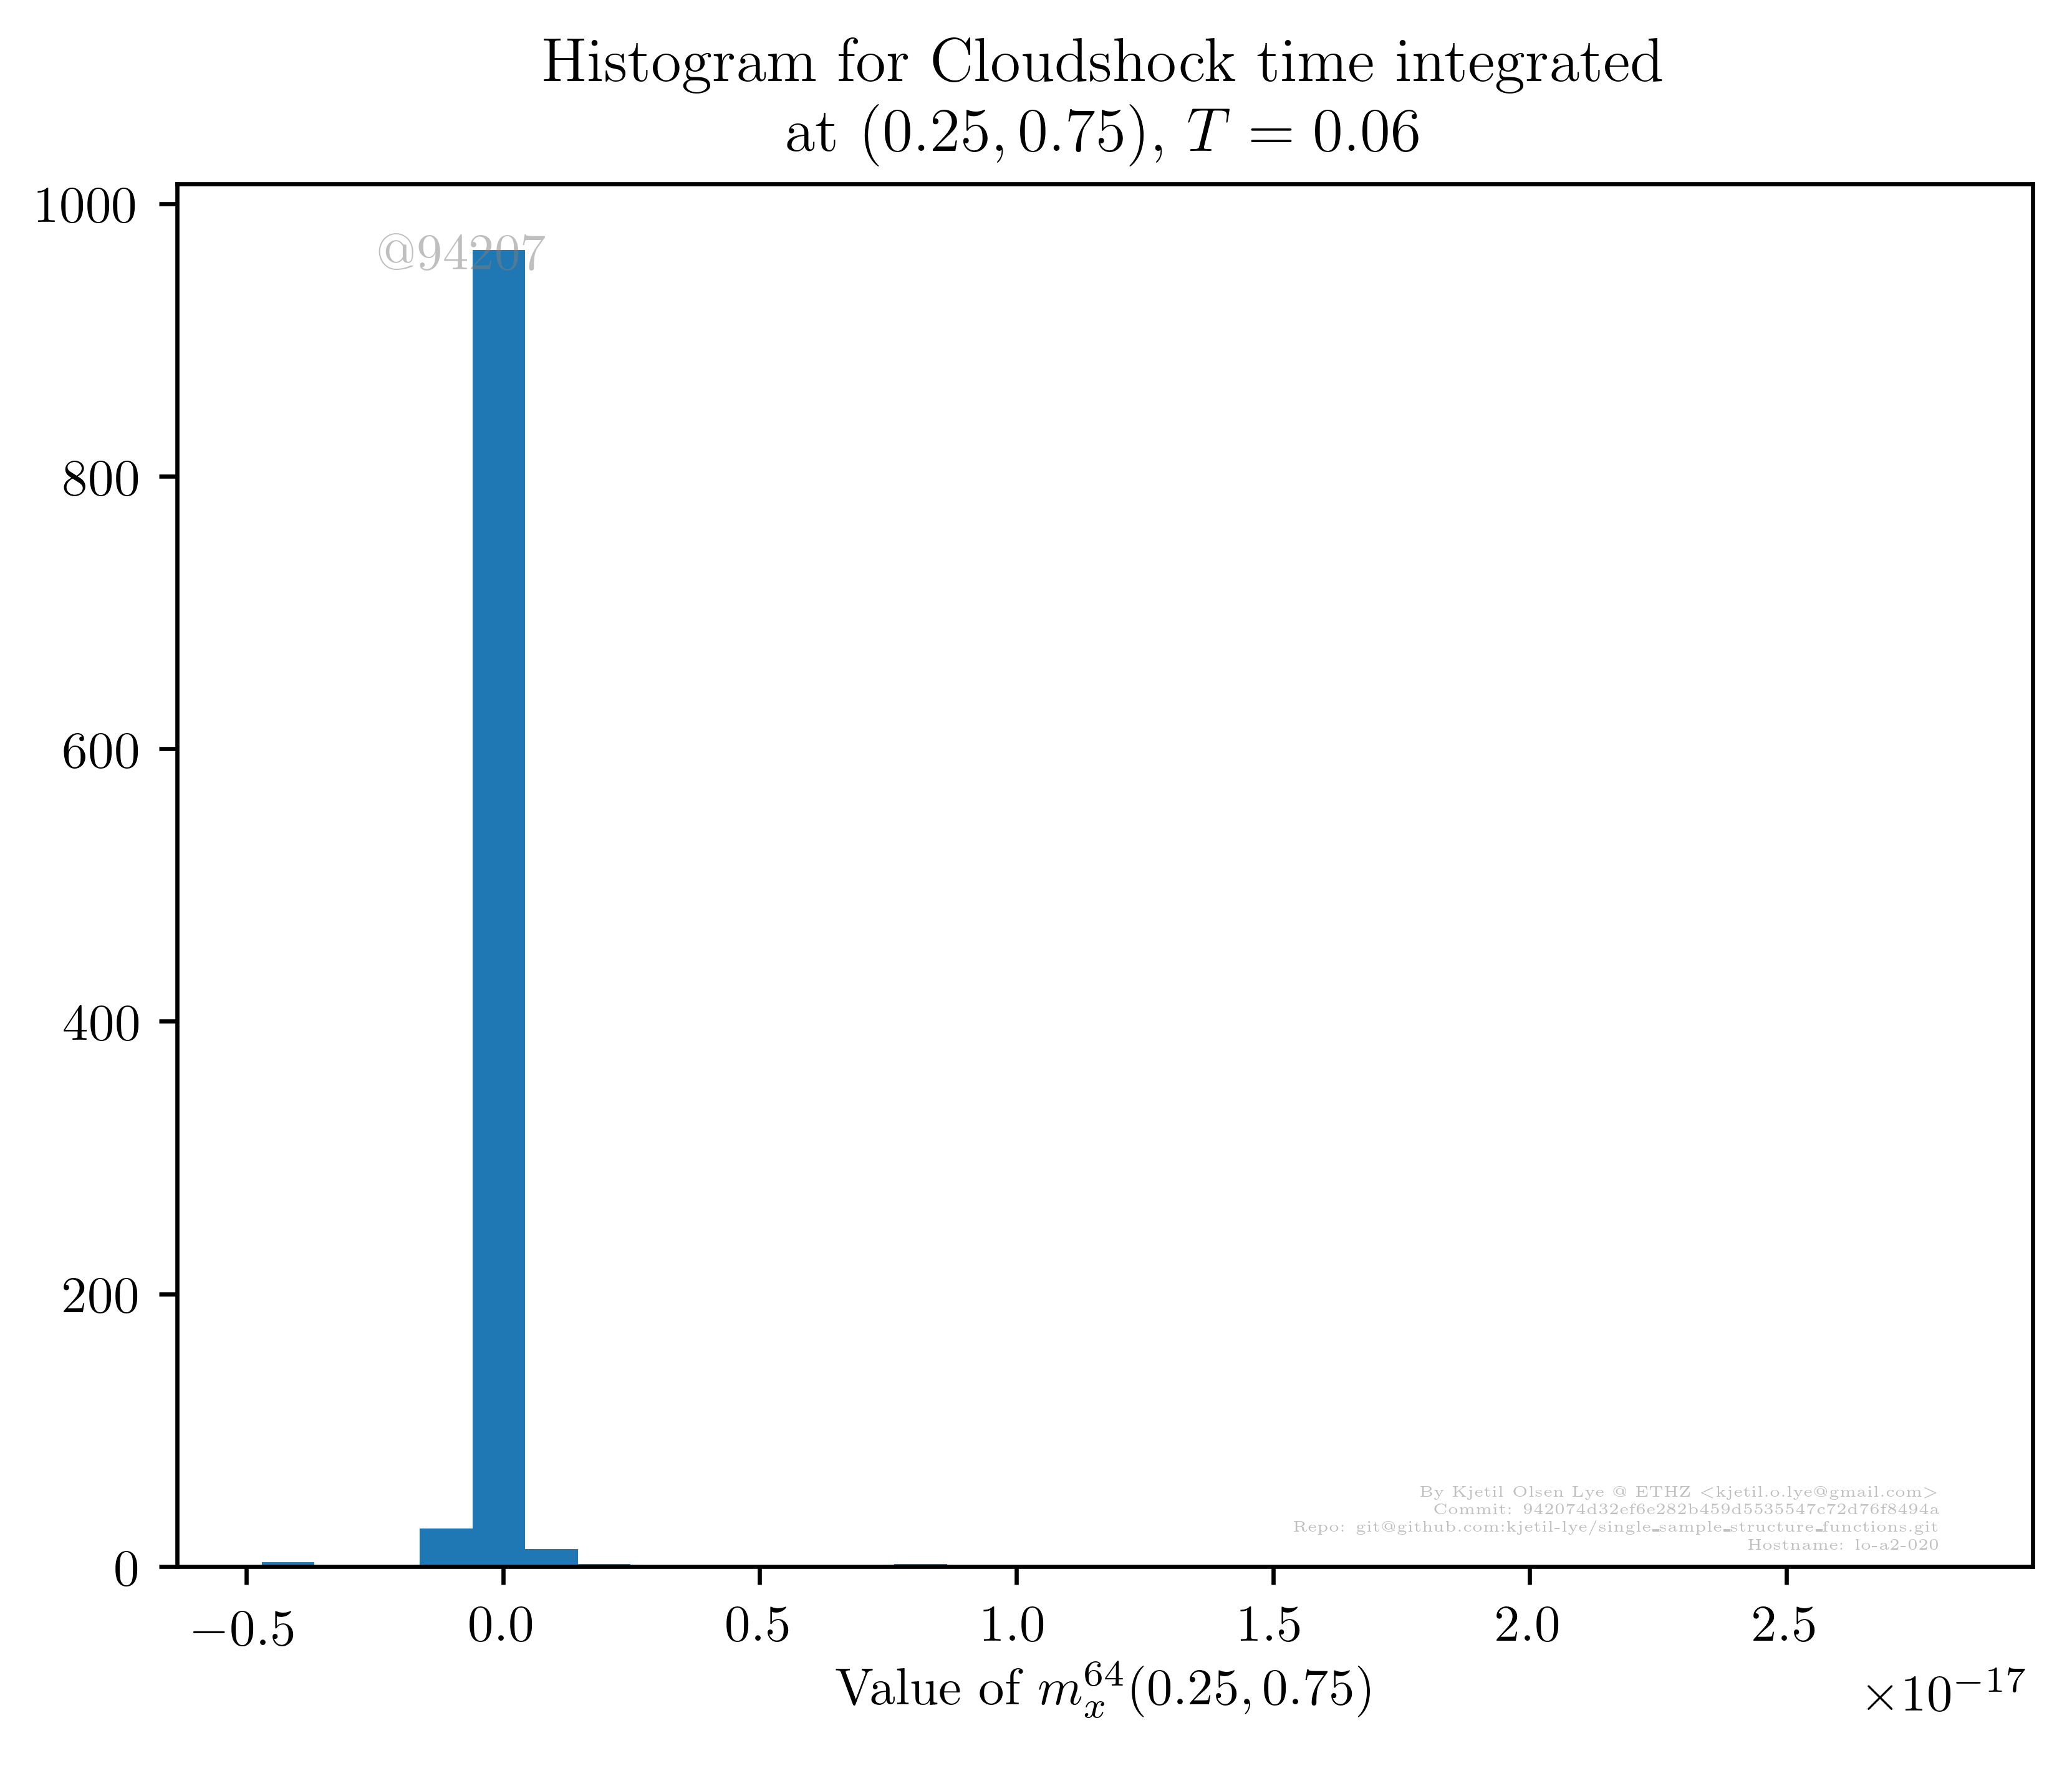 Histogram for Cloudshock time integrated
at (0.25, 0.75), T = 0.06
1000
@94207
800
600
400
200
0
By Kjetil Olsen Lye @ ETHZ <kjetil.o.lye@gmail.com>
Commit: 942074d32ef6e282b459d5535547c72d76f8494a
Repo: git@github.com:kjetil-lye/single_sample_structure_functions.git
Hostname: lo-a2-020
−0.5 0.0 0.5 1.0 1.5 2.0 2.5
Value of m_x^{64}(0.25, 0.75)
×10^{−17}